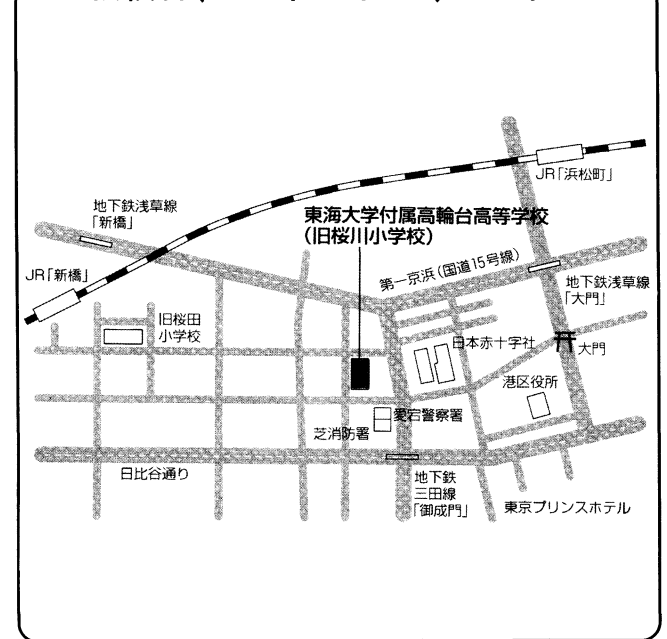 JR「浜松町」
地下鉄浅草線
「新橋」
東海大学付属高輪台高等学校
(旧桜川小学校)
第一京浜(国道15号線)
JR「新橋」
地下鉄浅草線
「大門」
旧桜田
小学校
日本赤十字社
大門
港区役所
愛宕警察署
芝消防署
日比谷通り
地下鉄
三田線
「御成門」
東京プリンスホテル